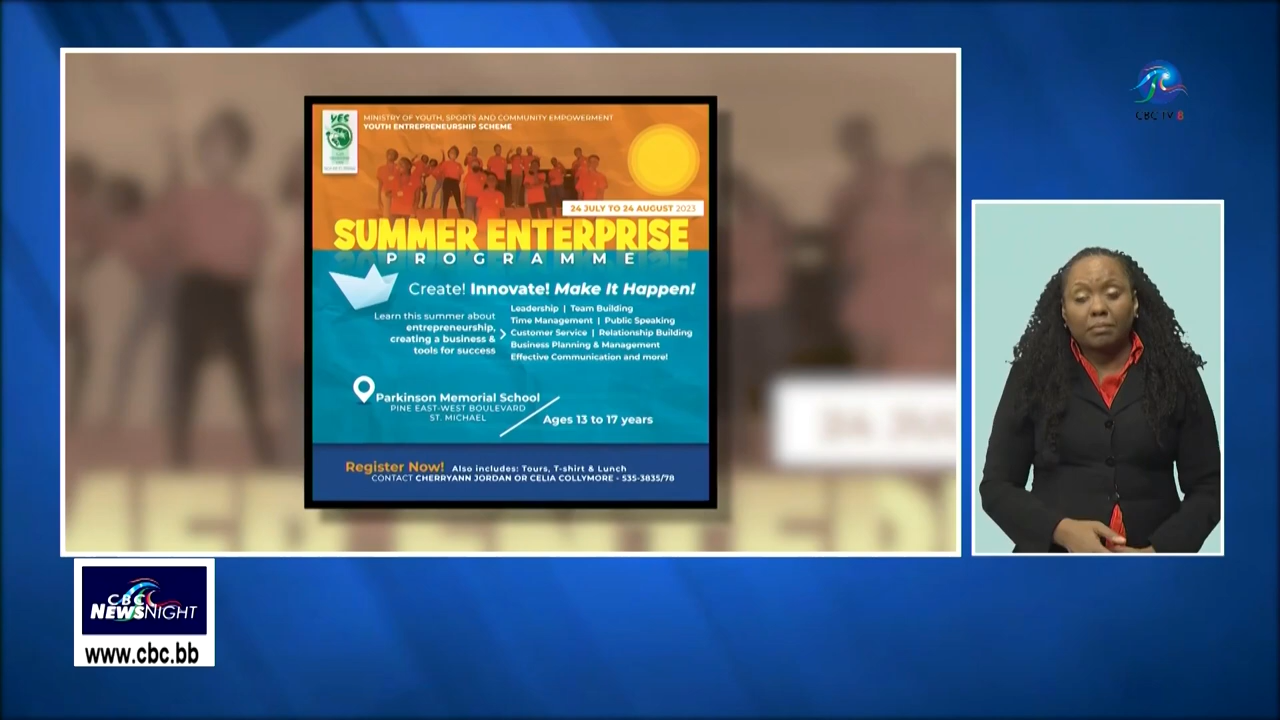 CBC TV 8
YES
MINISTRY OF YOUTH, SPORTS AND COMMUNITY EMPOWERMENT
YOUTH ENTREPRENEURSHIP SCHEME
24 JULY TO 24 AUGUST 2023
SUMMER ENTERPRISE
PROGRAMME
Create! Innovate! Make It Happen!
Learn this summer about
entrepreneurship,
creating a business &
tools for success
Leadership | Team Building
Time Management | Public Speaking
Customer Service | Relationship Building
Business Planning & Management
Effective Communication and more!
Parkinson Memorial School
PINE EAST-WEST BOULEVARD
ST. MICHAEL
Ages 13 to 17 years
Register Now! Also includes: Tours, T-shirt & Lunch
CONTACT CHERRYANN JORDAN OR CELIA COLLYMORE - 535-3835/78
CBC
NEWSNIGHT
www.cbc.bb